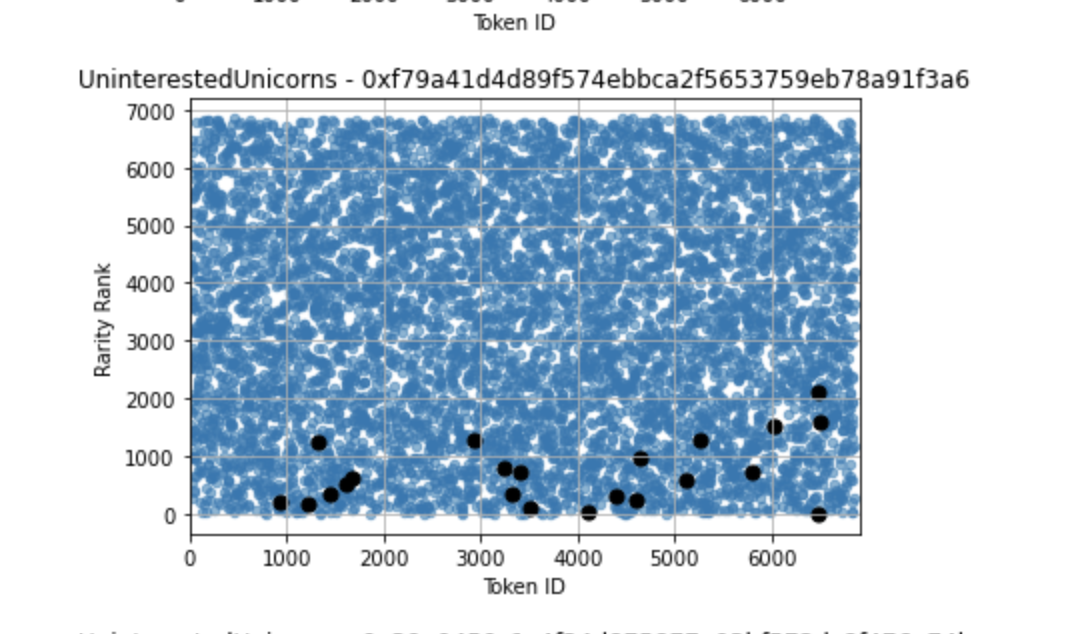 Token ID
UninterestedUnicorns - 0xf79a41d4d89f574ebbca2f5653759eb78a91f3a6
7000
6000
5000
4000
3000
2000
1000
0
Rarity Rank
0 1000 2000 3000 4000 5000 6000
Token ID